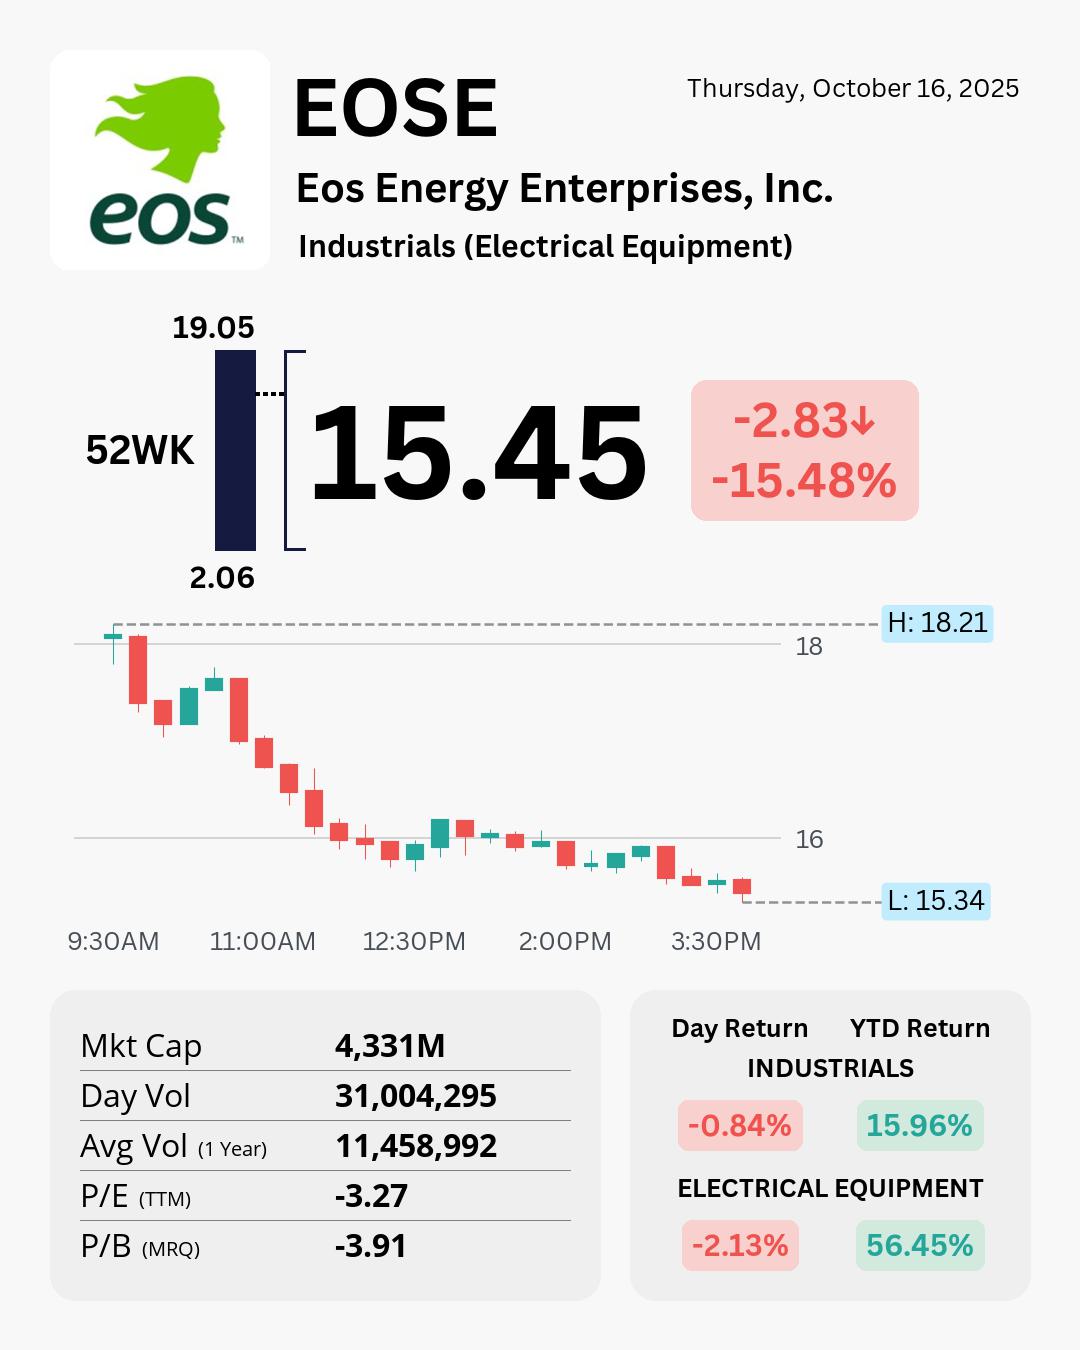 eos™
EOSE
Thursday, October 16, 2025
Eos Energy Enterprises, Inc.
Industrials (Electrical Equipment)
19.05
52WK
2.06
15.45
-2.83↓
-15.48%
H: 18.21
18
16
L: 15.34
9:30AM 11:00AM 12:30PM 2:00PM 3:30PM
Mkt Cap 4,331M
Day Vol 31,004,295
Avg Vol (1 Year) 11,458,992
P/E (TTM) -3.27
P/B (MRQ) -3.91
Day Return YTD Return
INDUSTRIALS
-0.84% 15.96%
ELECTRICAL EQUIPMENT
-2.13% 56.45%